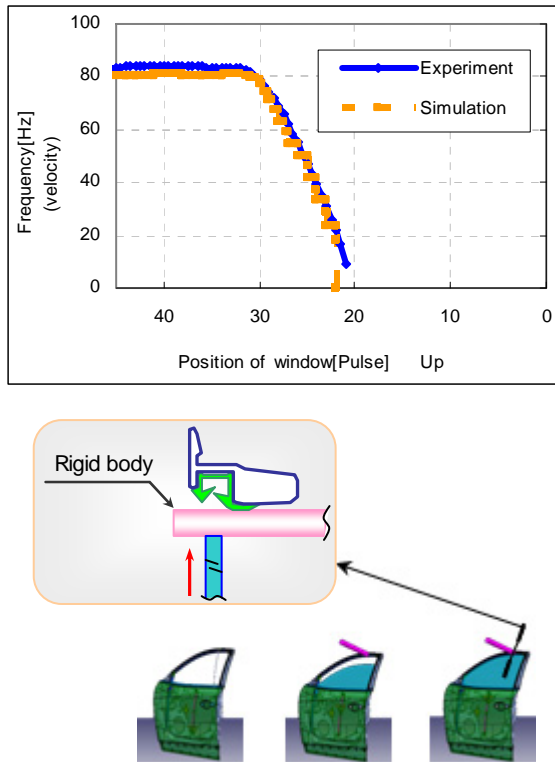 100
80
60
40
20
0
Frequency[Hz]
(velocity)
Experiment
Simulation
40 30 20 10 0
Position of window[Pulse] Up
Rigid body